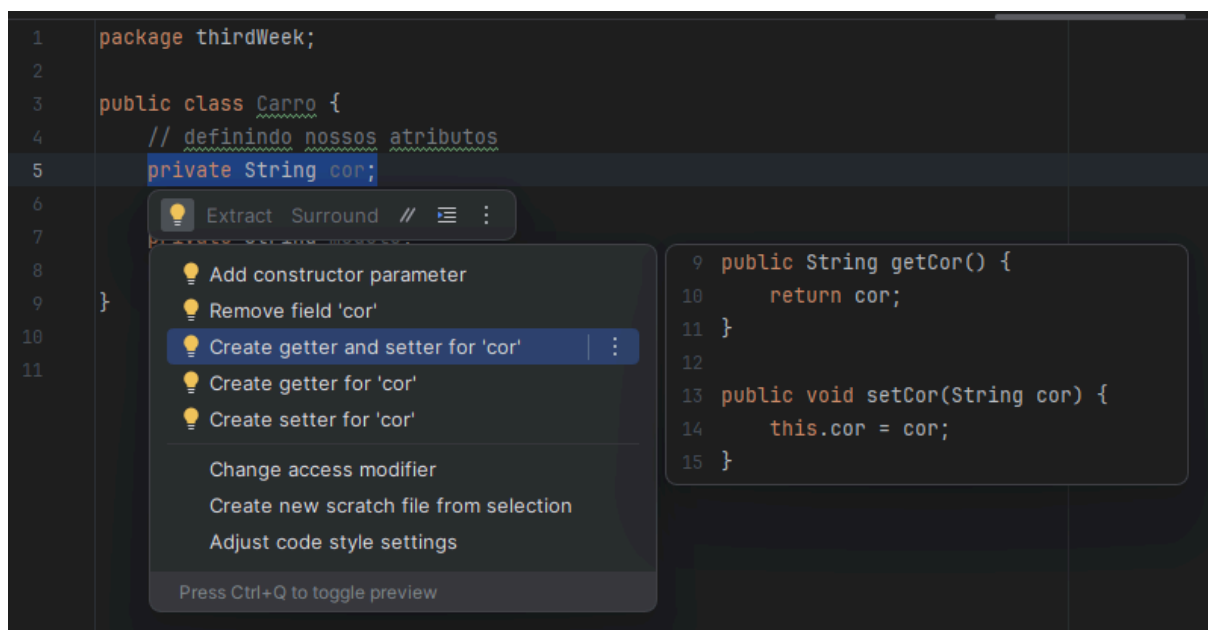 1 package thirdWeek;
2
3 public class Carro {
4 // definindo nossos atributos
5 private String cor;
6
Extract Surround //
7
8
9 }
10
11
Add constructor parameter
Remove field 'cor'
Create getter and setter for 'cor'
Create getter for 'cor'
Create setter for 'cor'
Change access modifier
Create new scratch file from selection
Adjust code style settings
Press Ctrl+Q to toggle preview
9 public String getCor() {
10 return cor;
11 }
12
13 public void setCor(String cor) {
14 this.cor = cor;
15 }